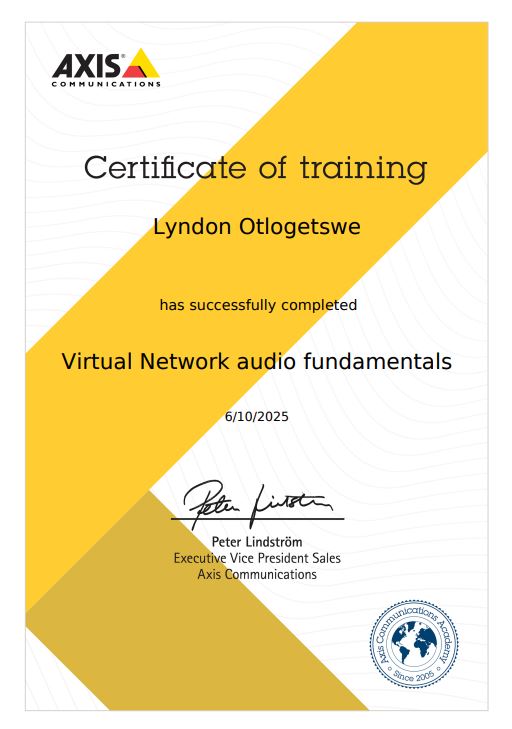 AXIS®
COMMUNICATIONS
Certificate of training
Lyndon Otlogetswe
has successfully completed
Virtual Network audio fundamentals
6/10/2025
Peter Lindström
Peter Lindström
Executive Vice President Sales
Axis Communications
Axis Communications Academy
Since 2005